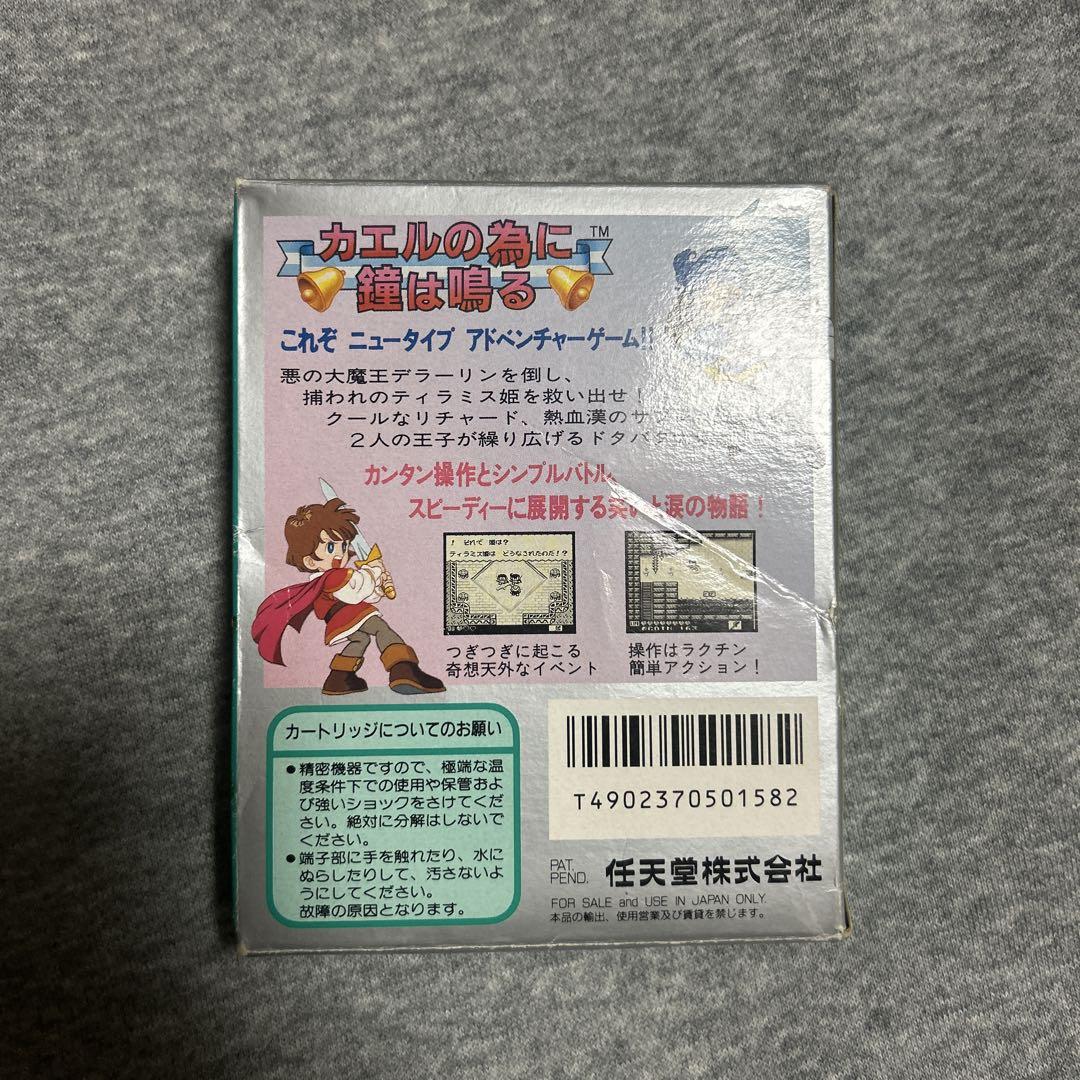 カエルの為に
鐘は鳴る
TM
これぞ ニュータイプ アドベンチャーゲーム!!
悪の大魔王デラーリンを倒し、
捕われのティラミス姫を救い出せ!
クールなリチャード、熱血漢のサ
2人の王子が繰り広げるドタバタ
カンタン操作とシンプルバトル、
スピーディーに展開する笑いと涙の物語!
! それで 姫は?
ティラミス姫は どうなされたのだ!?
つぎつぎに起こる
奇想天外なイベント
操作はラクチン
簡単アクション!
カートリッジについてのお願い
●精密機器ですので、極端な温
度条件下での使用や保管およ
び強いショックをさけてくだ
さい。絶対に分解はしないで
ください。
●端子部に手を触れたり、水に
ぬらしたりして、汚さないよ
うにしてください。
故障の原因となります。
T4902370501582
PAT.
PEND.
任天堂株式会社
FOR SALE and USE IN JAPAN ONLY.
本品の輸出、使用営業及び賃貸を禁じます。